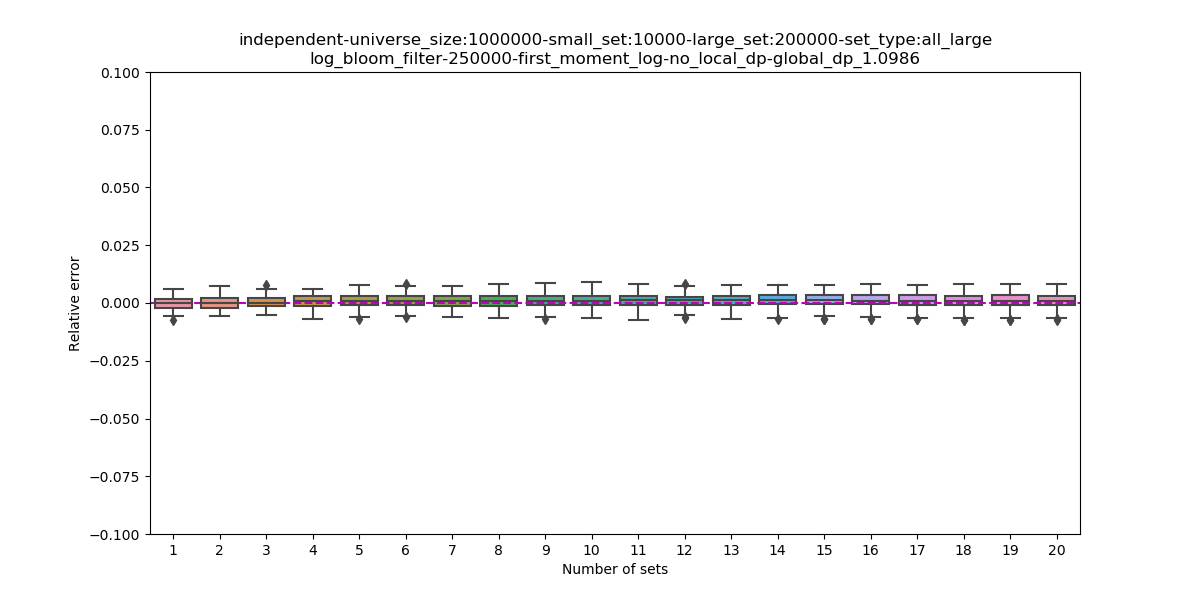 independent-universe_size:1000000-small_set:10000-large_set:200000-set_type:all_large
log_bloom_filter-250000-first_moment_log-no_local_dp-global_dp_1.0986
0.100
0.075
0.050
0.025
0.000
−0.025
−0.050
−0.075
−0.100
Relative error
1 2 3 4 5 6 7 8 9 10 11 12 13 14 15 16 17 18 19 20
Number of sets